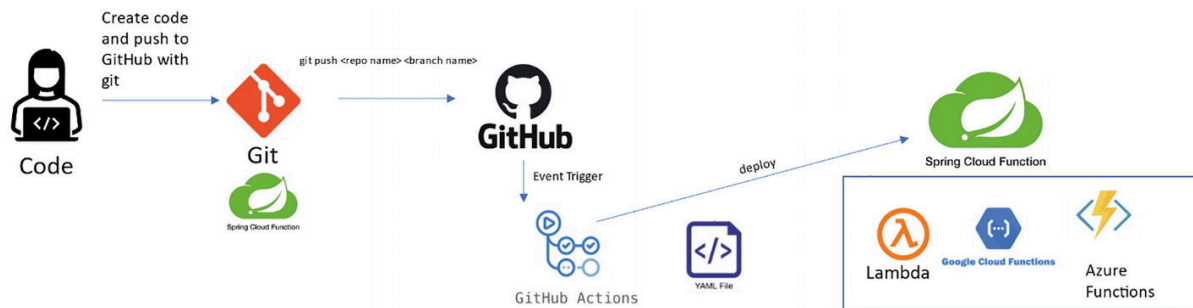 Create code
and push to
GitHub with
git
Code
Git
Spring Cloud Function
git push <repo name> <branch name>
GitHub
Event Trigger
GitHub Actions
</>
YAML File
deploy
Spring Cloud Function
Lambda
Google Cloud Functions
Azure
Functions